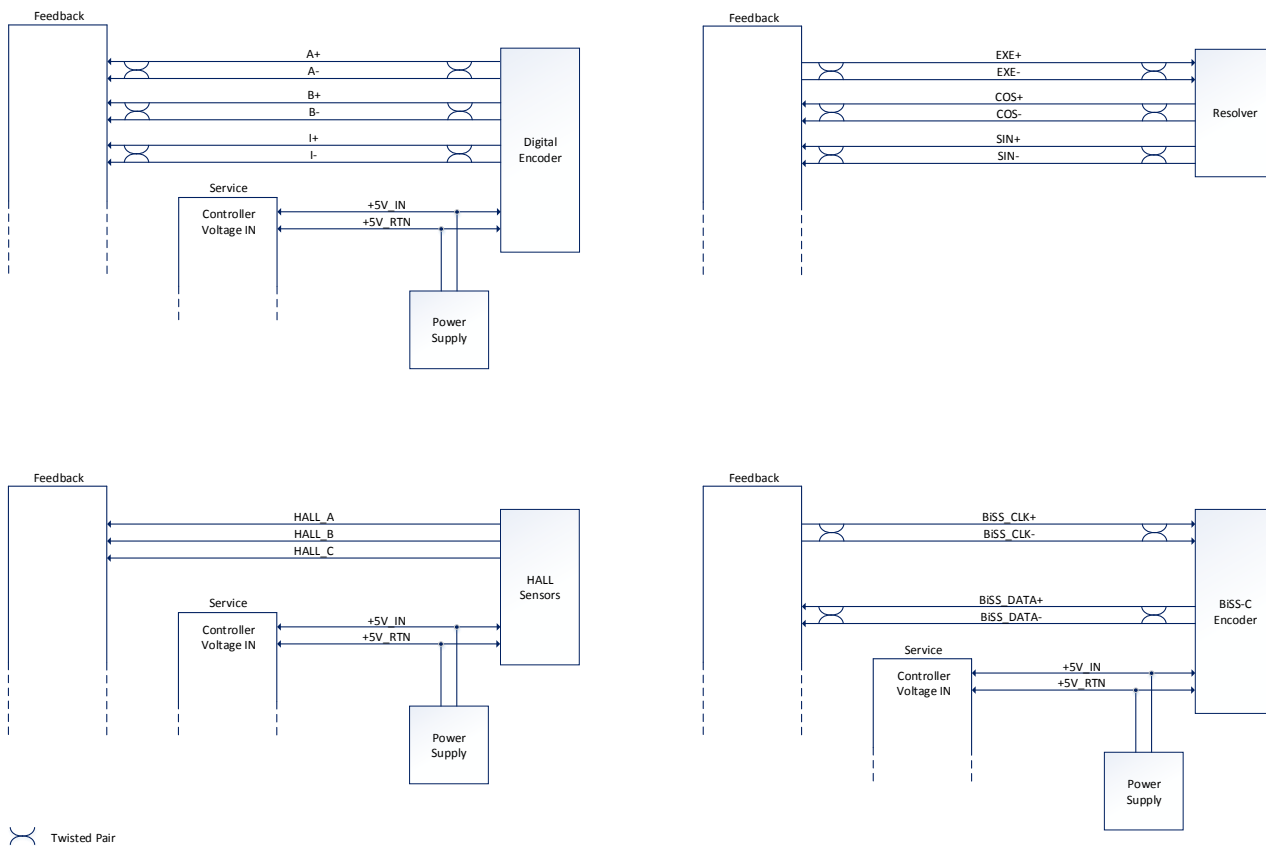 Feedback
A+
A-
B+
B-
I+
I-
Digital
Encoder
Service
Controller
Voltage IN
+5V_IN
+5V_RTN
Power
Supply
Feedback
EXE+
EXE-
COS+
COS-
SIN+
SIN-
Resolver
Feedback
HALL_A
HALL_B
HALL_C
HALL
Sensors
Service
Controller
Voltage IN
+5V_IN
+5V_RTN
Power
Supply
Feedback
BiSS_CLK+
BiSS_CLK-
BiSS_DATA+
BiSS_DATA-
BiSS-C
Encoder
Service
Controller
Voltage IN
+5V_IN
+5V_RTN
Power
Supply
Twisted Pair